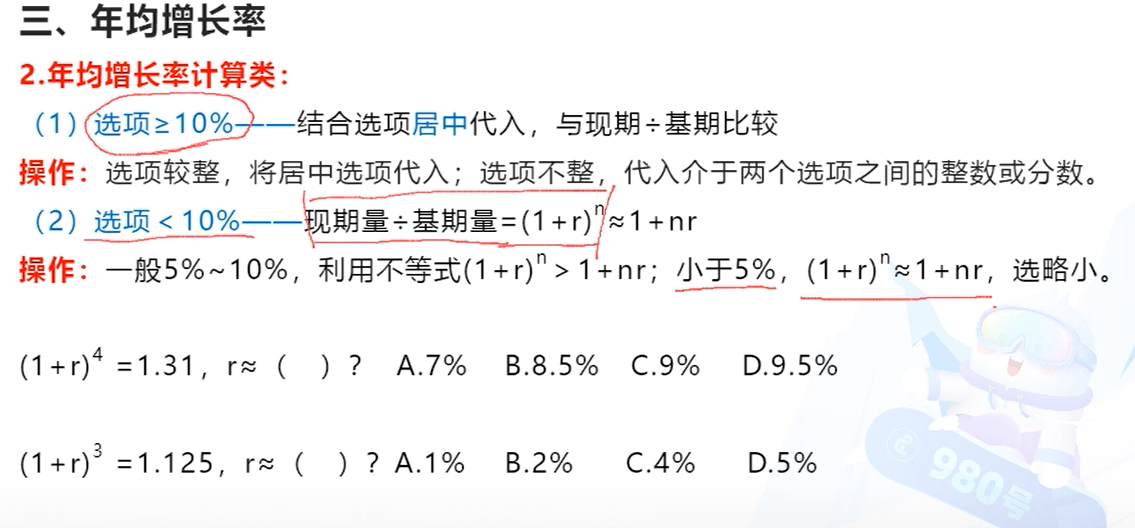 三、年均增长率
2.年均增长率计算类：
（1）选项≥10%——结合选项居中代入，与现期÷基期比较
操作：选项较整，将居中选项代入；选项不整，代入介于两个选项之间的整数或分数。
（2）选项＜10%——现期量÷基期量=(1+r)ⁿ≈1+nr
操作：一般5%~10%，利用不等式(1+r)ⁿ＞1+nr；小于5%，(1+r)ⁿ≈1+nr，选略小。
(1+r)⁴ =1.31，r≈（ ）？ A.7% B.8.5% C.9% D.9.5%
(1+r)³ =1.125，r≈（ ）？A.1% B.2% C.4% D.5%
980号